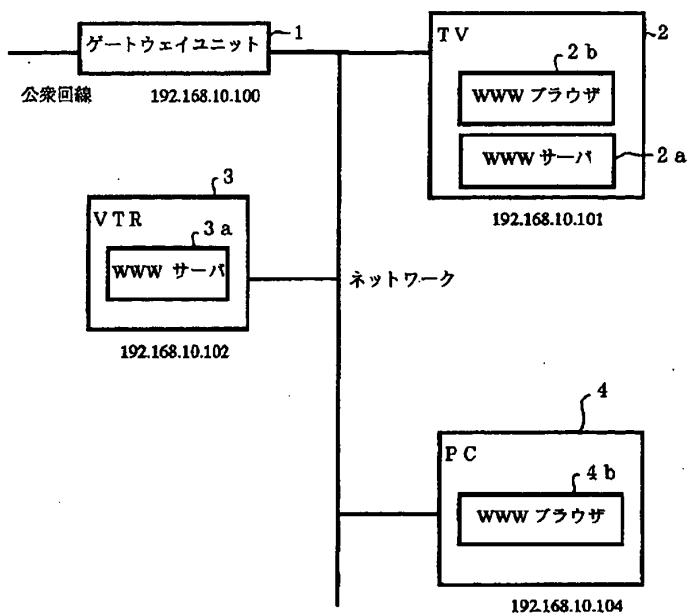 ゲートウェイユニット
1
公衆回線
192.168.10.100
TV
2
2b
WWW ブラウザ
WWW サーバ
2a
192.168.10.101
3
VTR
3a
WWW サーバ
192.168.10.102
ネットワーク
4
PC
4b
WWW ブラウザ
192.168.10.104